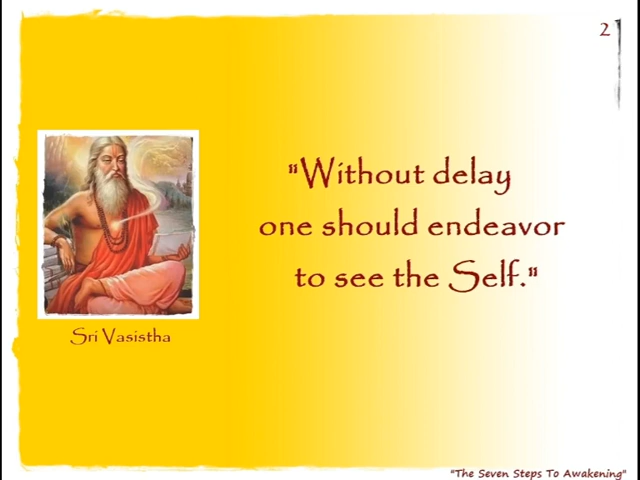 2
"Without delay
one should endeavor
to see the Self."
Sri Vasistha
"The Seven Steps To Awakening"